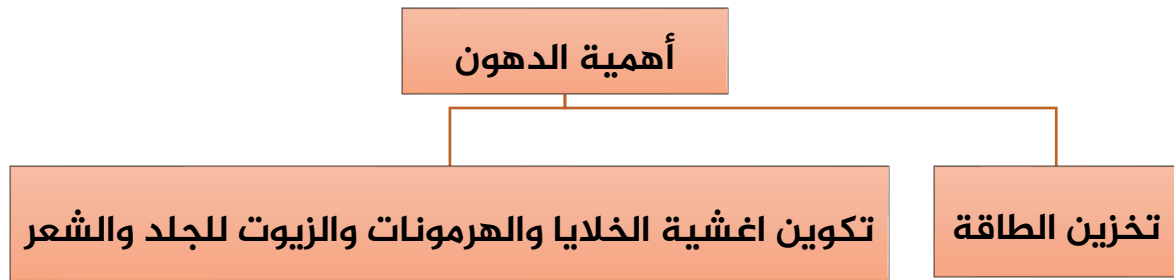 أهمية الدهون
تخزين الطاقة
تكوين اغشية الخلايا والهرمونات والزيوت للجلد والشعر